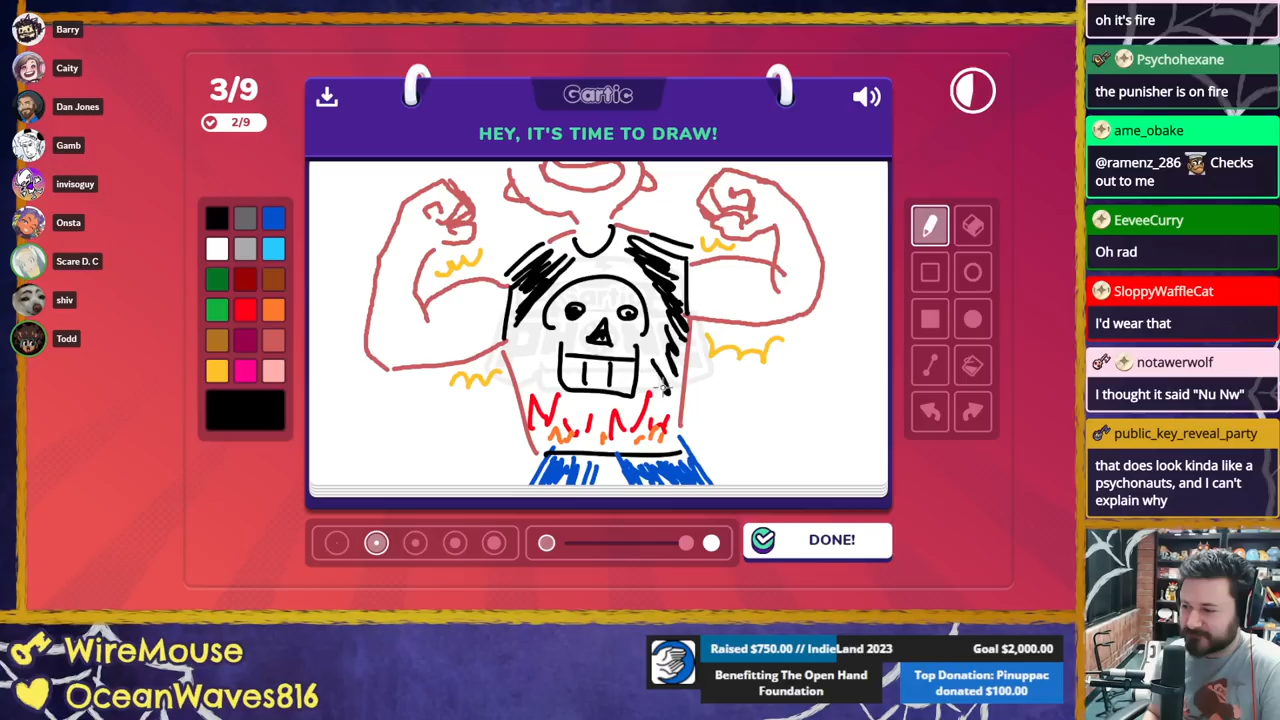 Barry
Caity
Dan Jones
Gamb
invisoguy
Onsta
Scare D. C
shiv
Todd
3/9
2/9
Gartic
HEY, IT'S TIME TO DRAW!
DONE!
oh it's fire
Psychohexane
the punisher is on fire
ame_obake
@ramenz_286 Checks
out to me
EeveeCurry
Oh rad
SloppyWaffleCat
I'd wear that
notawerwolf
I thought it said "Nu Nw"
public_key_reveal_party
that does look kinda like a
psychonauts, and I can't
explain why
WireMouse
OceanWaves816
Raised $750.00 // IndieLand 2023
Goal $2,000.00
Benefitting The Open Hand
Foundation
Top Donation: Pinuppac
donated $100.00